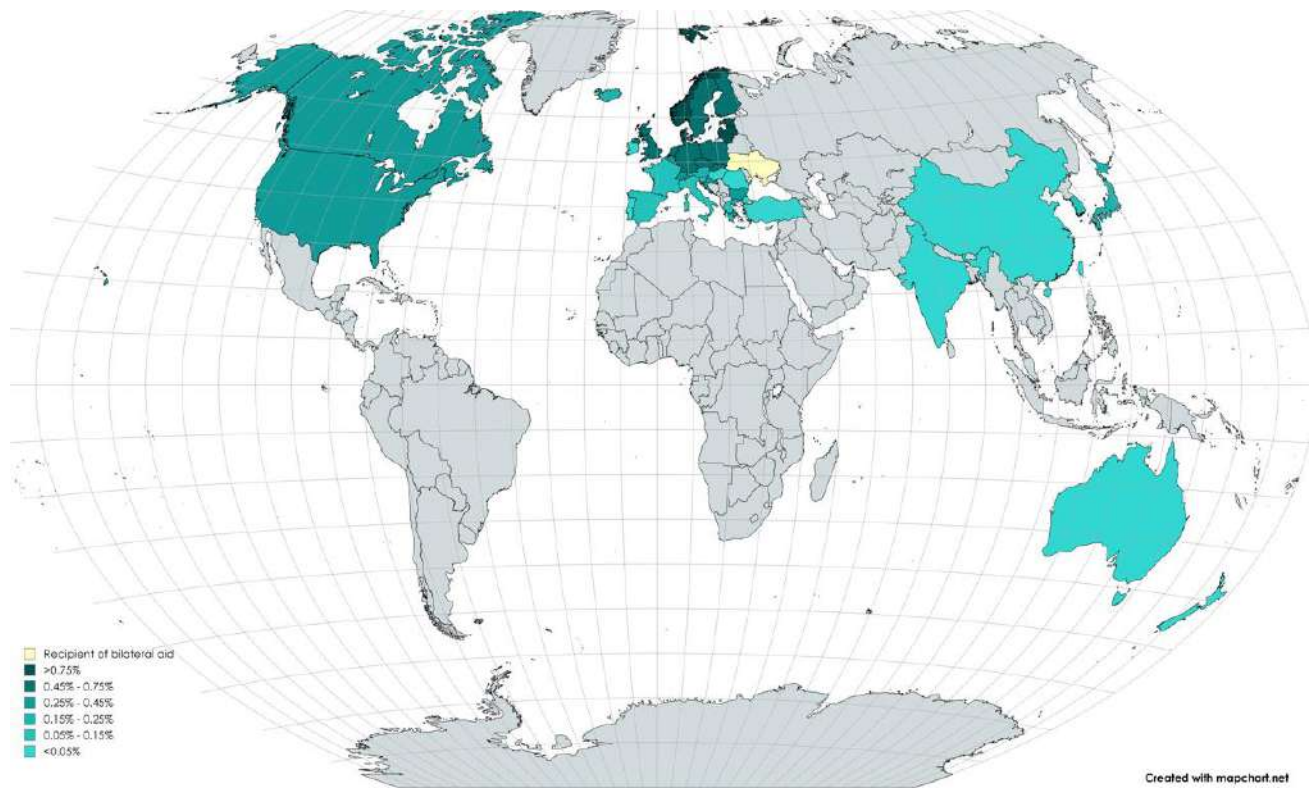 Recipient of bilateral aid
>0.75%
0.45% - 0.75%
0.25% - 0.45%
0.15% - 0.25%
0.05% - 0.15%
<0.05%
Created with mapchart.net